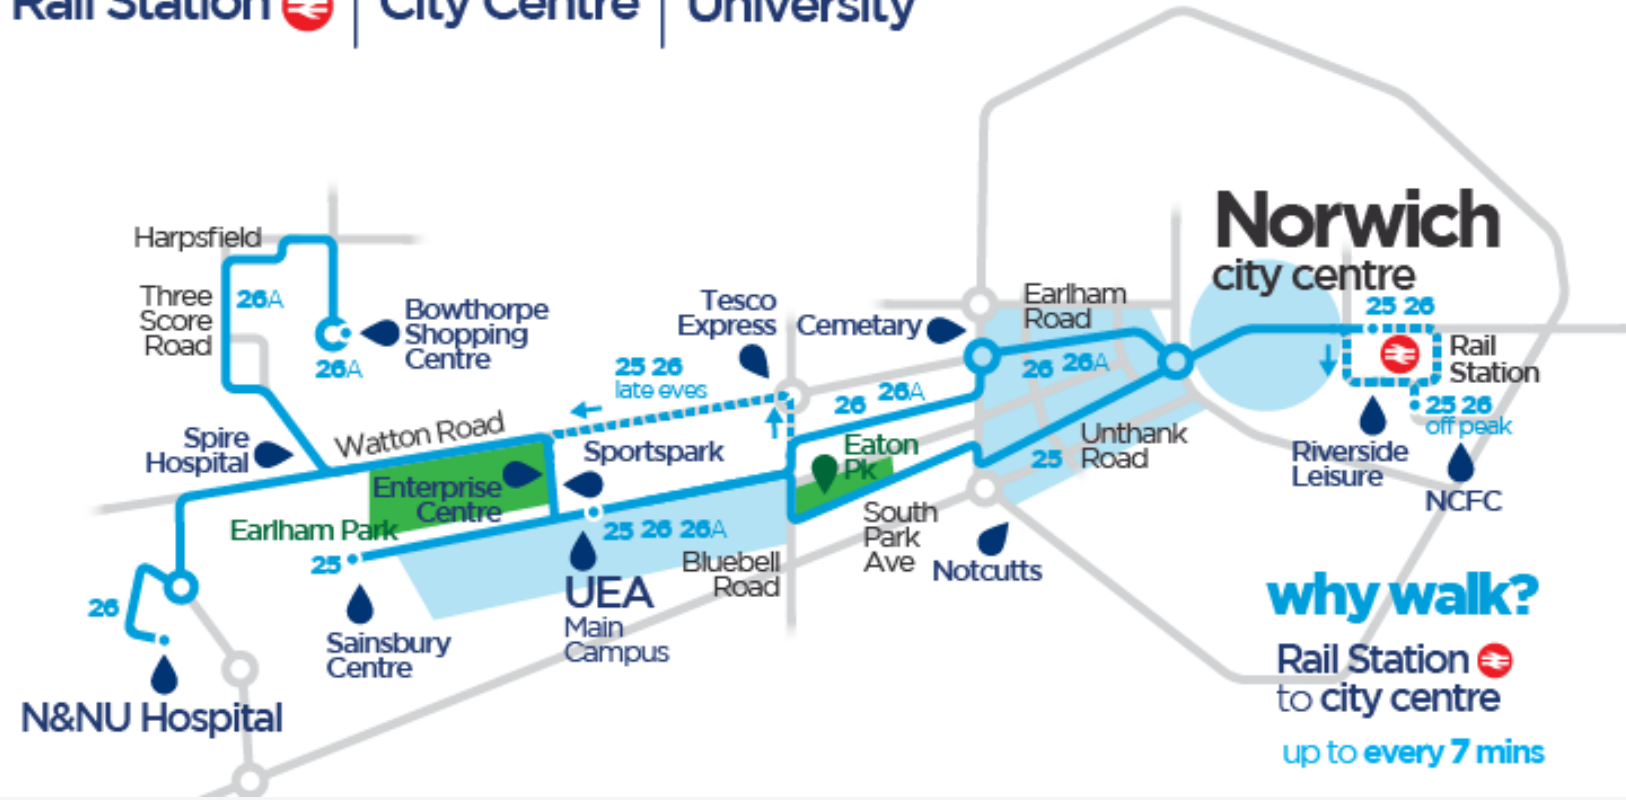 Rail Station
City Centre
University
Norwich
city centre
Harpsfield
Three
Score
Road
26A
Bowthorpe
Shopping
Centre
26A
Tesco
Express
Cemetary
Earlham
Road
25 26
late eves
26 26A
26 26A
25 26
Rail
Station
25 26
off peak
Watton Road
Spire
Hospital
Sportspark
Eaton
Pk
Unthank
Road
25
Riverside
Leisure
NCFC
Enterprise
Centre
Earlham Park
25
25 26 26A
South
Park
Ave
Bluebell
Road
Notcutts
UEA
Main
Campus
Sainsbury
Centre
26
N&NU Hospital
why walk?
Rail Station
to city centre
up to every 7 mins